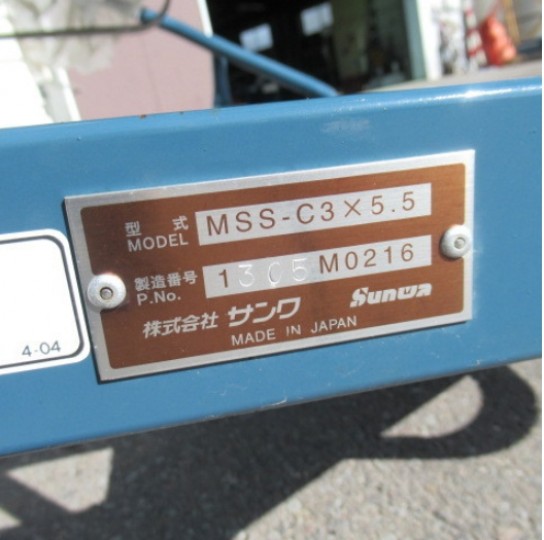 型式 MSS-C3×5.5
MODEL
製造番号 1305M0216
P.No.
株式会社 サンワ Sunwa
MADE IN JAPAN
4-04